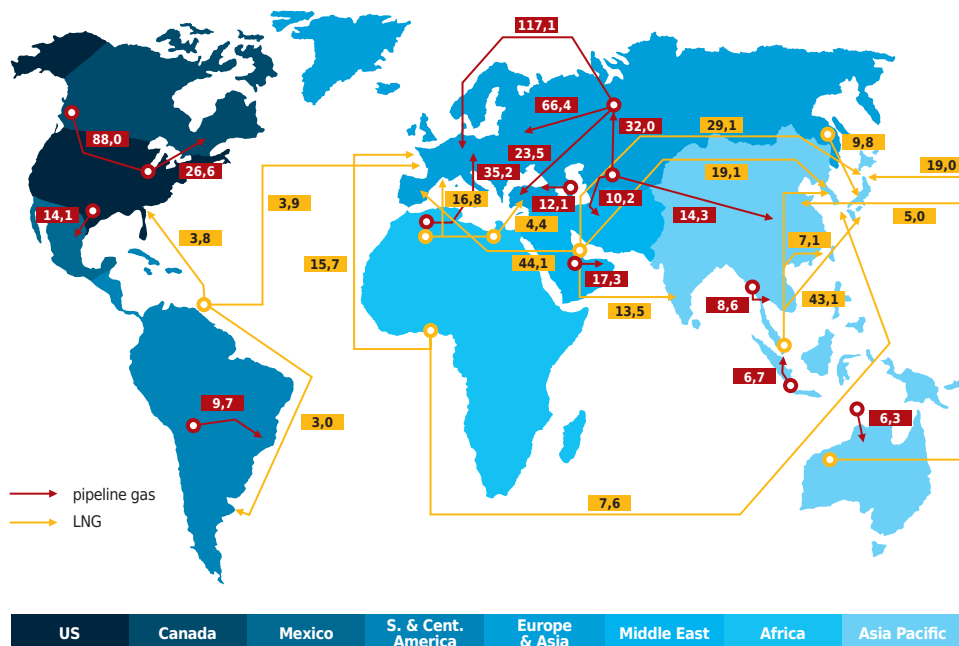 117,1
66,4
32,0
29,1
9,8
88,0
23,5
26,6
35,2
19,1
19,0
3,9
16,8
12,1
10,2
14,1
14,3
5,0
4,4
3,8
7,1
15,7
44,1
17,3
8,6
43,1
13,5
6,7
9,7
3,0
6,3
pipeline gas
7,6
LNG
US
Canada
Mexico
S. & Cent.
America
Europe
& Asia
Middle East
Africa
Asia Pacific